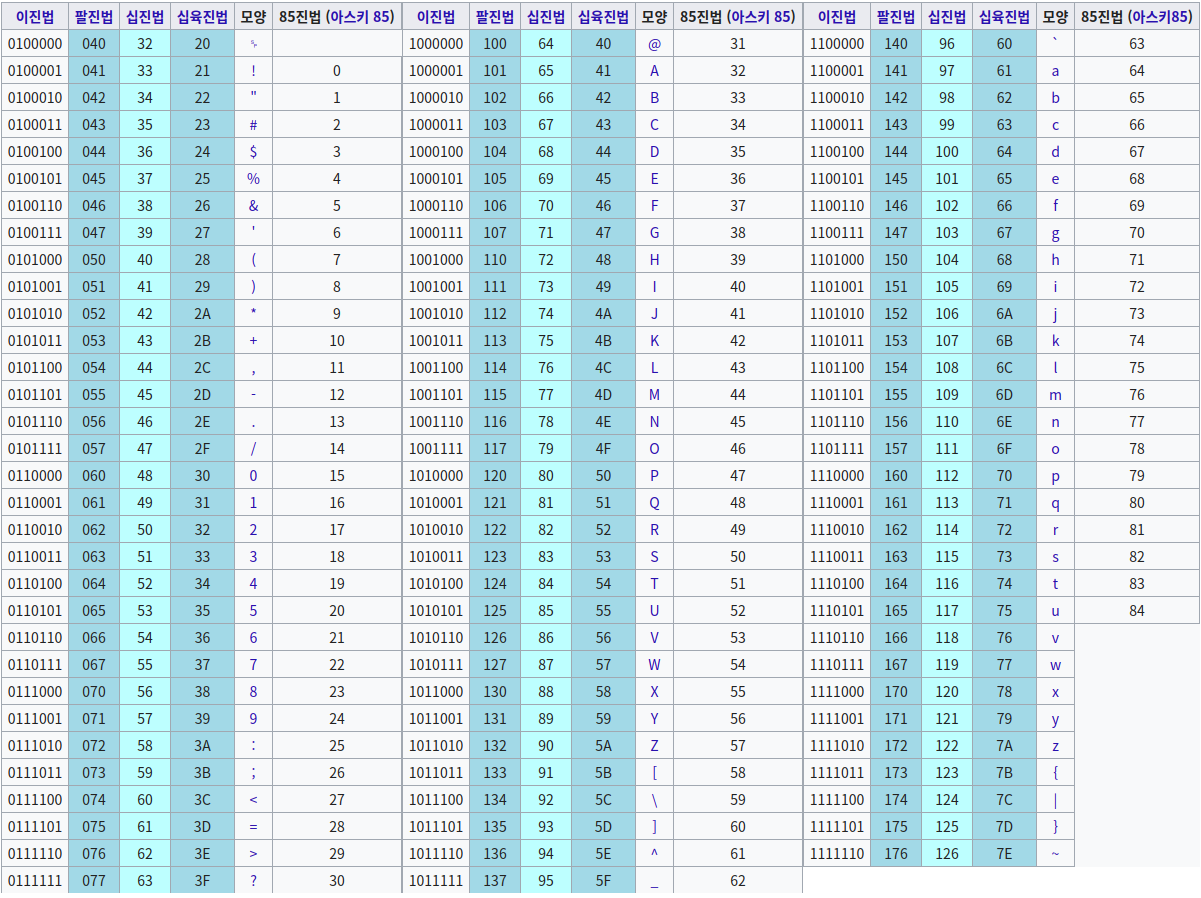 이진법 팔진법 십진법 십육진법 모양 85진법 (아스키 85) 이진법 팔진법 십진법 십육진법 모양 85진법 (아스키 85) 이진법 팔진법 십진법 십육진법 모양 85진법 (아스키85)
0100000 040 32 20 ␠ 1000000 100 64 40 @ 31 1100000 140 96 60 ` 63
0100001 041 33 21 ! 0 1000001 101 65 41 A 32 1100001 141 97 61 a 64
0100010 042 34 22 " 1 1000010 102 66 42 B 33 1100010 142 98 62 b 65
0100011 043 35 23 # 2 1000011 103 67 43 C 34 1100011 143 99 63 c 66
0100100 044 36 24 $ 3 1000100 104 68 44 D 35 1100100 144 100 64 d 67
0100101 045 37 25 % 4 1000101 105 69 45 E 36 1100101 145 101 65 e 68
0100110 046 38 26 & 5 1000110 106 70 46 F 37 1100110 146 102 66 f 69
0100111 047 39 27 ' 6 1000111 107 71 47 G 38 1100111 147 103 67 g 70
0101000 050 40 28 ( 7 1001000 110 72 48 H 39 1101000 150 104 68 h 71
0101001 051 41 29 ) 8 1001001 111 73 49 I 40 1101001 151 105 69 i 72
0101010 052 42 2A * 9 1001010 112 74 4A J 41 1101010 152 106 6A j 73
0101011 053 43 2B + 10 1001011 113 75 4B K 42 1101011 153 107 6B k 74
0101100 054 44 2C , 11 1001100 114 76 4C L 43 1101100 154 108 6C l 75
0101101 055 45 2D - 12 1001101 115 77 4D M 44 1101101 155 109 6D m 76
0101110 056 46 2E . 13 1001110 116 78 4E N 45 1101110 156 110 6E n 77
0101111 057 47 2F / 14 1001111 117 79 4F O 46 1101111 157 111 6F o 78
0110000 060 48 30 0 15 1010000 120 80 50 P 47 1110000 160 112 70 p 79
0110001 061 49 31 1 16 1010001 121 81 51 Q 48 1110001 161 113 71 q 80
0110010 062 50 32 2 17 1010010 122 82 52 R 49 1110010 162 114 72 r 81
0110011 063 51 33 3 18 1010011 123 83 53 S 50 1110011 163 115 73 s 82
0110100 064 52 34 4 19 1010100 124 84 54 T 51 1110100 164 116 74 t 83
0110101 065 53 35 5 20 1010101 125 85 55 U 52 1110101 165 117 75 u 84
0110110 066 54 36 6 21 1010110 126 86 56 V 53 1110110 166 118 76 v
0110111 067 55 37 7 22 1010111 127 87 57 W 54 1110111 167 119 77 w
0111000 070 56 38 8 23 1011000 130 88 58 X 55 1111000 170 120 78 x
0111001 071 57 39 9 24 1011001 131 89 59 Y 56 1111001 171 121 79 y
0111010 072 58 3A : 25 1011010 132 90 5A Z 57 1111010 172 122 7A z
0111011 073 59 3B ; 26 1011011 133 91 5B [ 58 1111011 173 123 7B {
0111100 074 60 3C < 27 1011100 134 92 5C \ 59 1111100 174 124 7C |
0111101 075 61 3D = 28 1011101 135 93 5D ] 60 1111101 175 125 7D }
0111110 076 62 3E > 29 1011110 136 94 5E ^ 61 1111110 176 126 7E ~
0111111 077 63 3F ? 30 1011111 137 95 5F _ 62